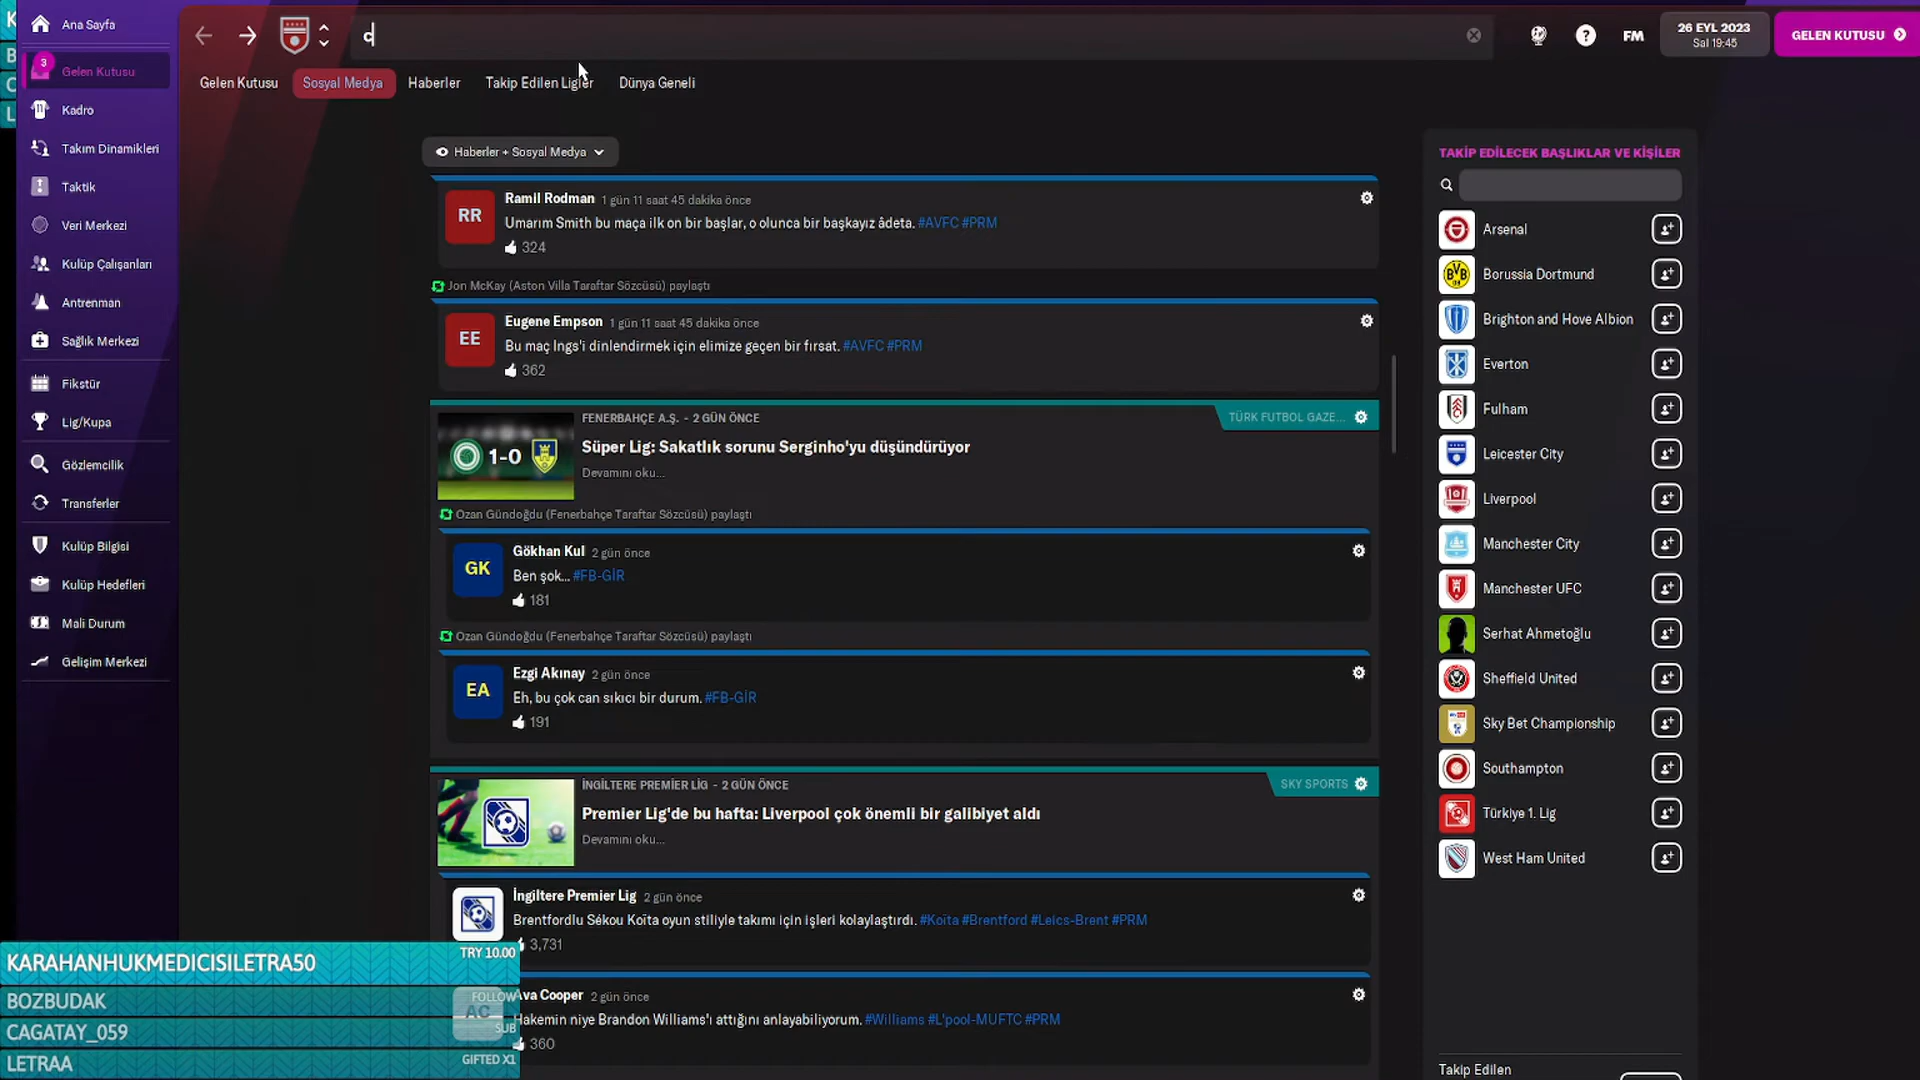 Ana Sayfa
3
Gelen Kutusu
Kadro
Takım Dinamikleri
Taktik
Veri Merkezi
Kulüp Çalışanları
Antrenman
Sağlık Merkezi
Fikstür
Lig/Kupa
Gözlemcilik
Transferler
Kulüp Bilgisi
Kulüp Hedefleri
Mali Durum
Gelişim Merkezi
FM
26 EYL 2023
Sal 19:45
GELEN KUTUSU
Gelen Kutusu
Sosyal Medya
Haberler
Takip Edilen Ligler
Dünya Geneli
Haberler + Sosyal Medya
RR
Ramil Rodman 1 gün 11 saat 45 dakika önce
Umarım Smith bu maça ilk on bir başlar, o olunca bir başkayız âdeta. #AVFC #PRM
324
Jon McKay (Aston Villa Taraftar Sözcüsü) paylaştı
EE
Eugene Empson 1 gün 11 saat 45 dakika önce
Bu maç Ings'i dinlendirmek için elimize geçen bir fırsat. #AVFC #PRM
362
1-0
FENERBAHÇE A.Ş. - 2 GÜN ÖNCE
TÜRK FUTBOL GAZE...
Süper Lig: Sakatlık sorunu Serginho'yu düşündürüyor
Devamını oku...
Ozan Gündoğdu (Fenerbahçe Taraftar Sözcüsü) paylaştı
GK
Gökhan Kul 2 gün önce
Ben şok... #FB-GİR
181
Ozan Gündoğdu (Fenerbahçe Taraftar Sözcüsü) paylaştı
EA
Ezgi Akınay 2 gün önce
Eh, bu çok can sıkıcı bir durum. #FB-GİR
191
İNGİLTERE PREMİER LİG - 2 GÜN ÖNCE
SKY SPORTS
Premier Lig'de bu hafta: Liverpool çok önemli bir galibiyet aldı
Devamını oku...
İngiltere Premier Lig 2 gün önce
Brentfordlu Sékou Koïta oyun stiliyle takımı için işleri kolaylaştırdı. #Koïta #Brentford #Leics-Brent #PRM
3,731
AC
Ava Cooper 2 gün önce
Hakemin niye Brandon Williams'ı attığını anlayabiliyorum. #Williams #L'pool-MUFTC #PRM
360
TAKİP EDİLECEK BAŞLIKLAR VE KİŞİLER
Arsenal
Borussia Dortmund
Brighton and Hove Albion
Everton
Fulham
Leicester City
Liverpool
Manchester City
Manchester UFC
Serhat Ahmetoğlu
Sheffield United
Sky Bet Championship
Southampton
Türkiye 1. Lig
West Ham United
Takip Edilen
KARAHANHUKMEDICISILETRA50
TRY 10.00
BOZBUDAK
FOLLOW
CAGATAY_059
SUB
LETRAA
GIFTED X1